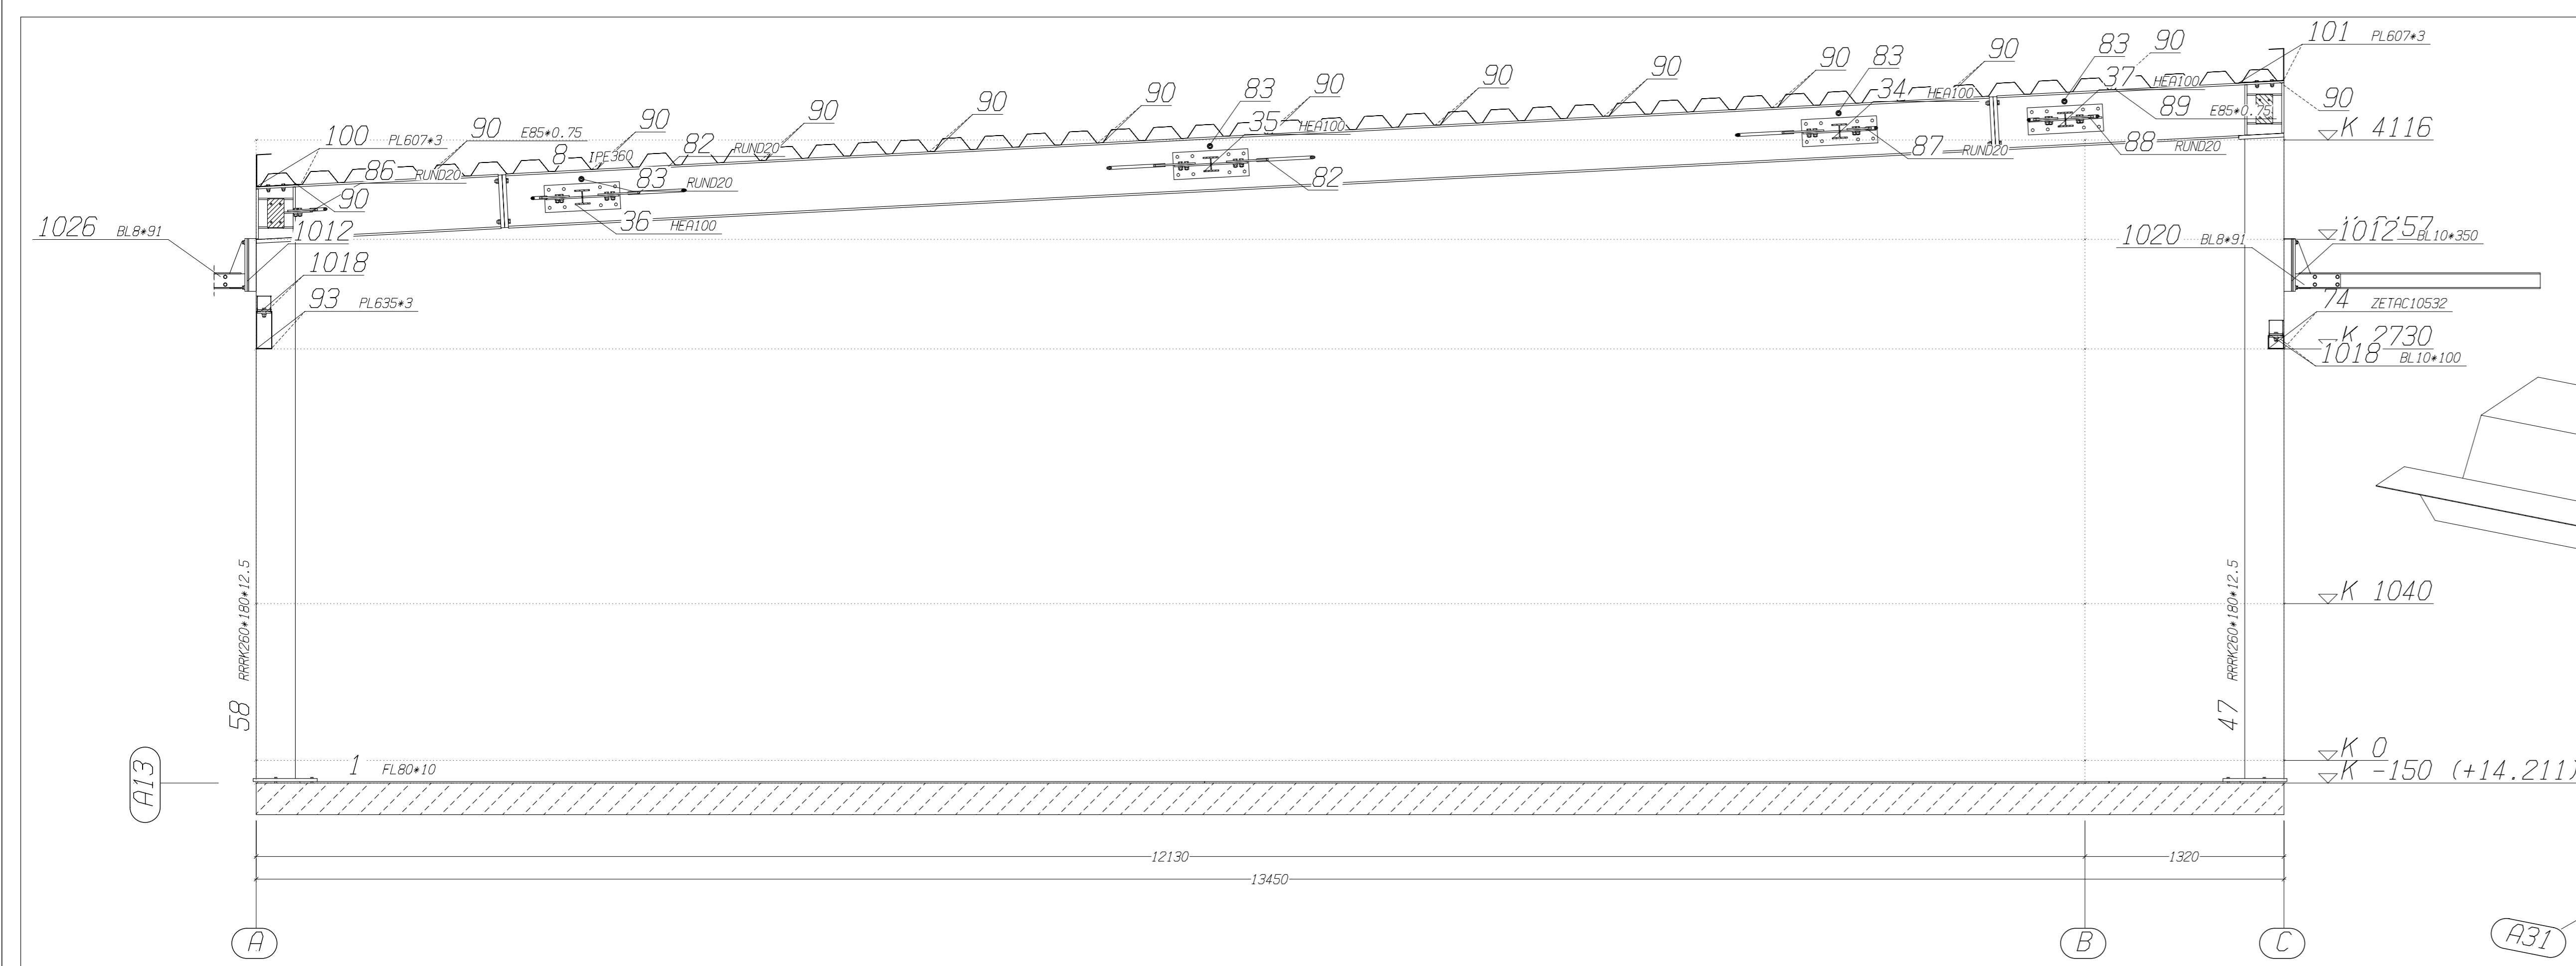 101 PL607*3
90
83
90
90
83
90
90
83
90
90
90
90
90
90
90 E85*0.75
100 PL607*3
37 HEA100
34 HEA100
35 HEA100
89 E85*0.75
90
K 4116
8 IPE360
82 RUND20
86 RUND20
83 RUND20
82
87 RUND20
88 RUND20
90
36 HEA100
1026 BL8*91
1012
1018
93 PL635*3
1020 BL8*91
1012 BL10*350
74 ZETAC10532
K 2730
1018 BL10*100
58 RRRK260*180*12.5
47 RRRK260*180*12.5
K 1040
K 0
K -150 (+14.211)
1 FL80*10
A13
12130
1320
13450
A
B
C
A31